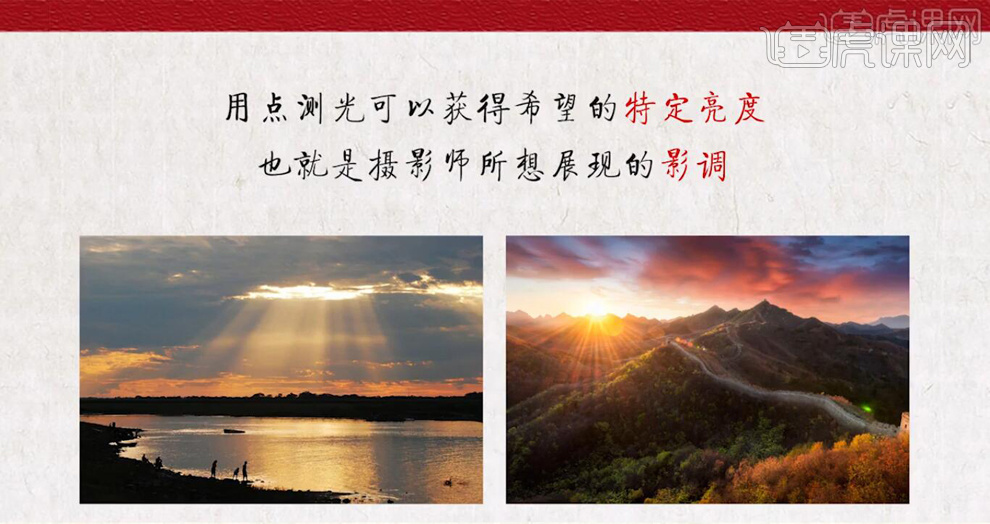 虎课网
用点测光可以获得希望的特定亮度
也就是摄影师所想展现的影调